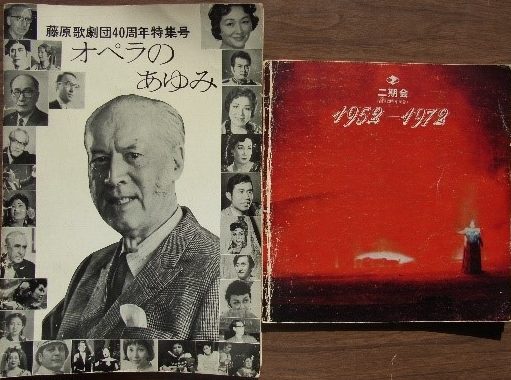 藤原歌劇団40周年特集号
オペラの
あゆみ
二期会
1952-1972